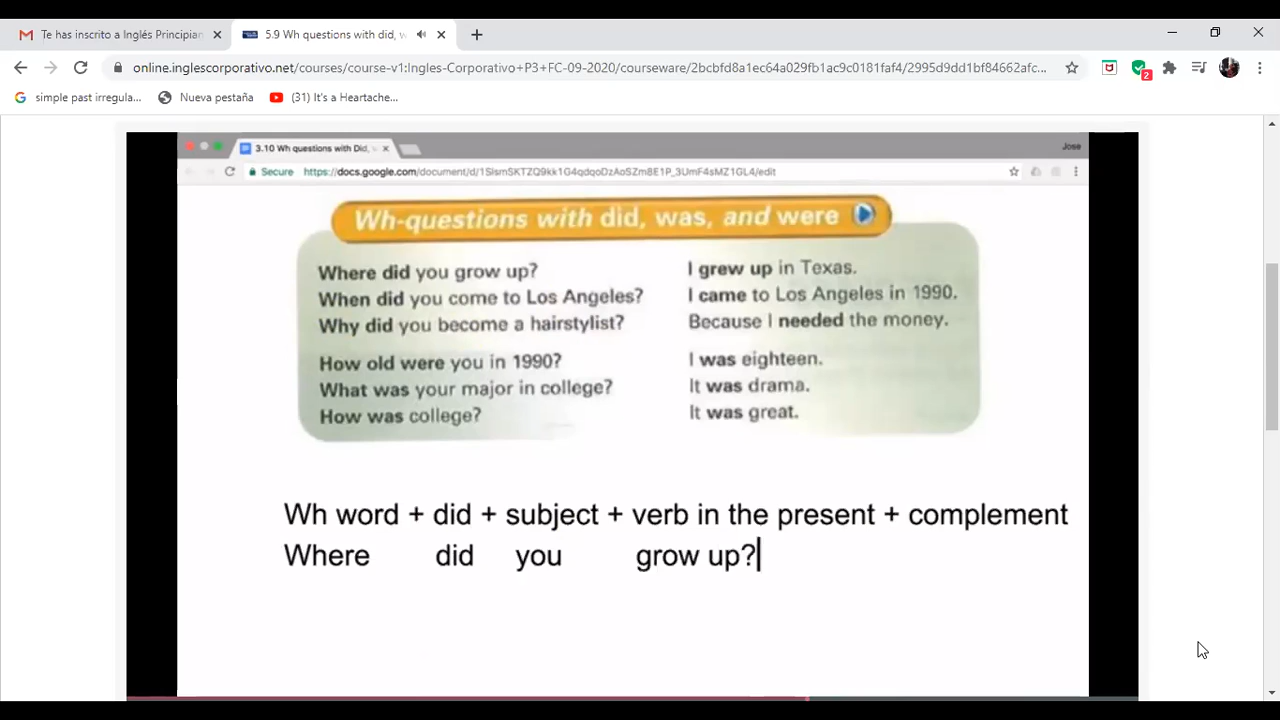 Te has inscrito a Inglés Principian
5.9 Wh questions with did, w
online.inglescorporativo.net/courses/course-v1:Ingles-Corporativo+P3+FC-09-2020/courseware/2bcbfd8a1ec64a029fb1ac9c0181faf4/2995d9dd1bf84662afc...
2
simple past irregula...
Nueva pestaña
(31) It's a Heartache...
3.10 Wh questions with Did,
Jose
Secure
Wh-questions with did, was, and were
Where did you grow up?
I grew up in Texas.
When did you come to Los Angeles?
I came to Los Angeles in 1990.
Why did you become a hairstylist?
Because I needed the money.
How old were you in 1990?
I was eighteen.
What was your major in college?
It was drama.
How was college?
It was great.
Wh word + did + subject + verb in the present + complement
Where did you grow up?